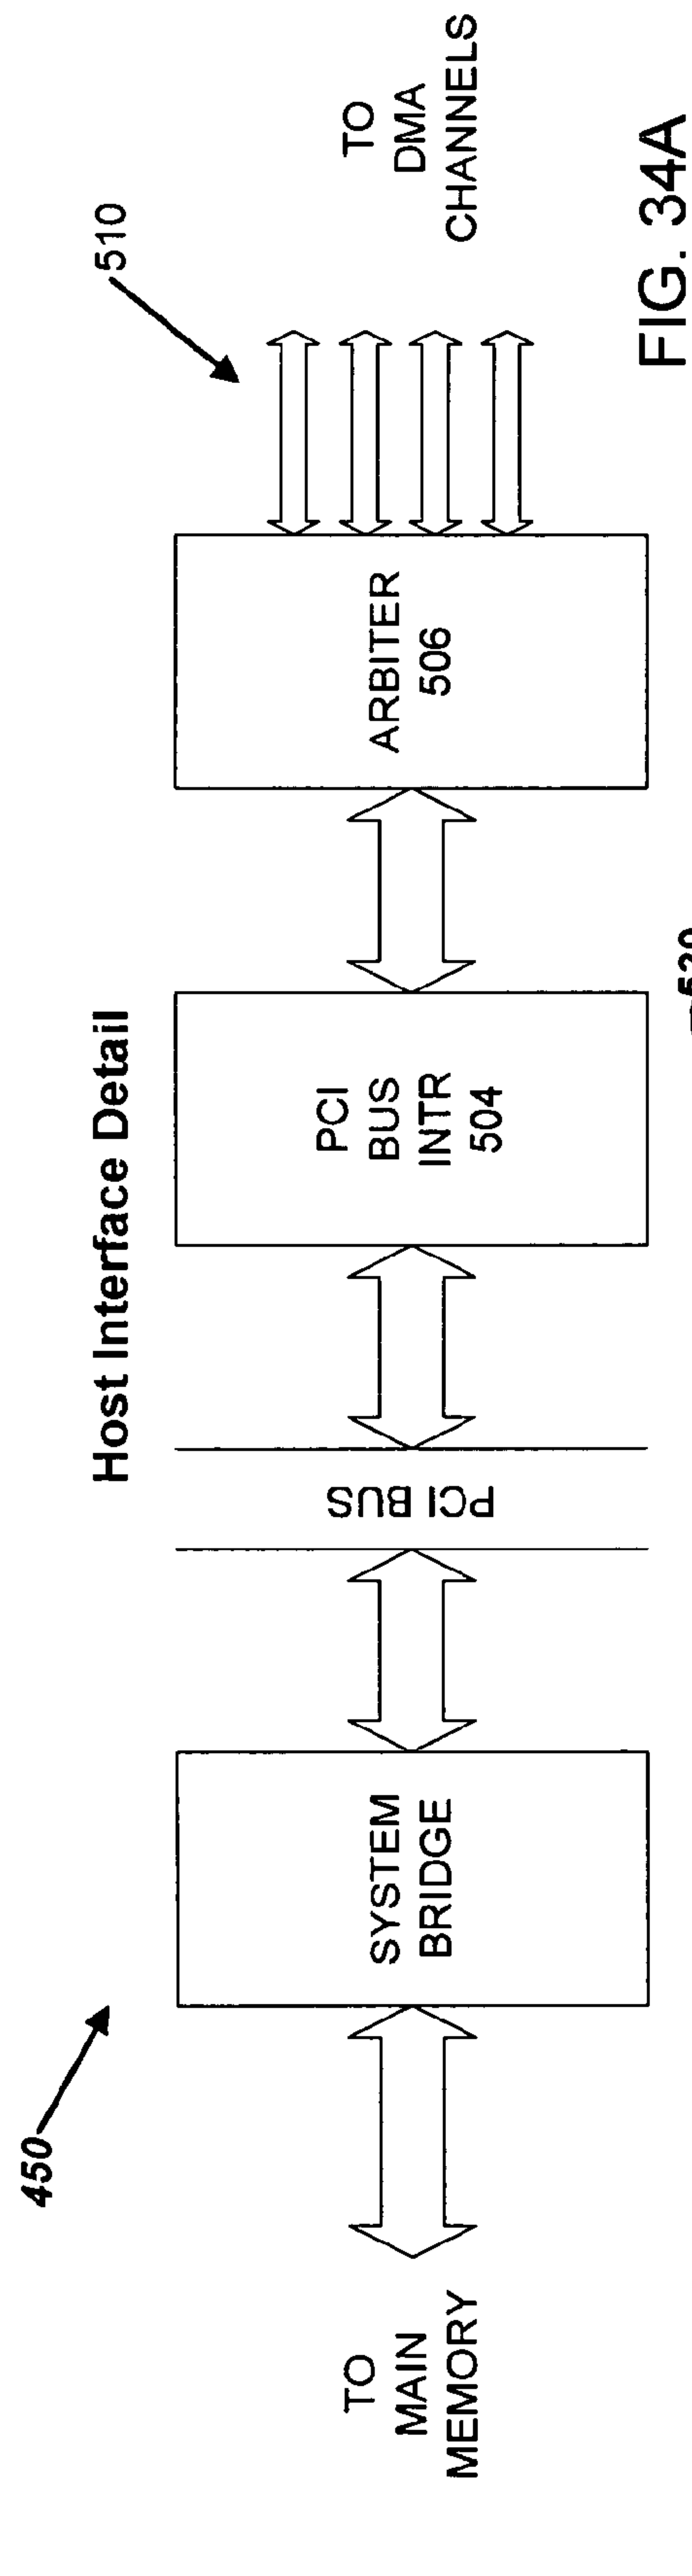 Host Interface Detail
450
510
TO
MAIN
MEMORY
SYSTEM
BRIDGE
PCI BUS
PCI
BUS
INTR
504
ARBITER
506
TO
DMA
CHANNELS
FIG. 34A